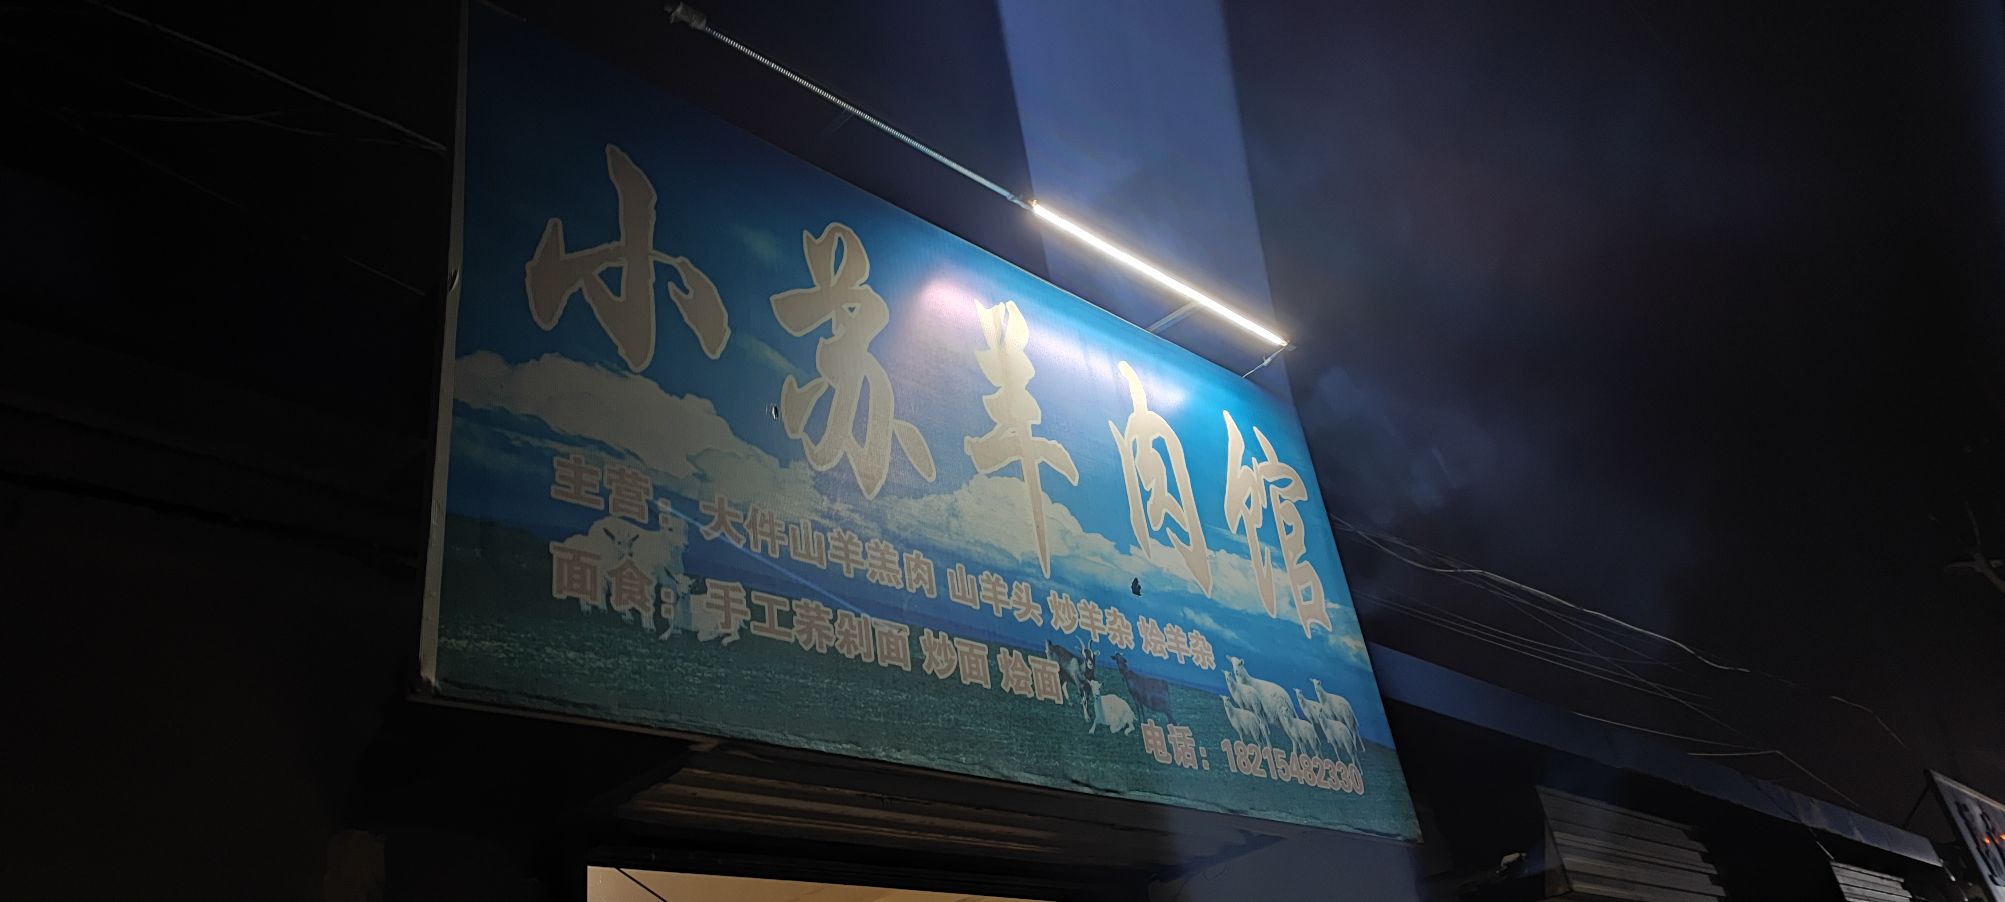 小苏羊肉馆
主营：大件山羊羔肉 山羊头 炒羊杂 烩羊杂
面食：手工荞剁面 炒面 烩面
电话：18215482330